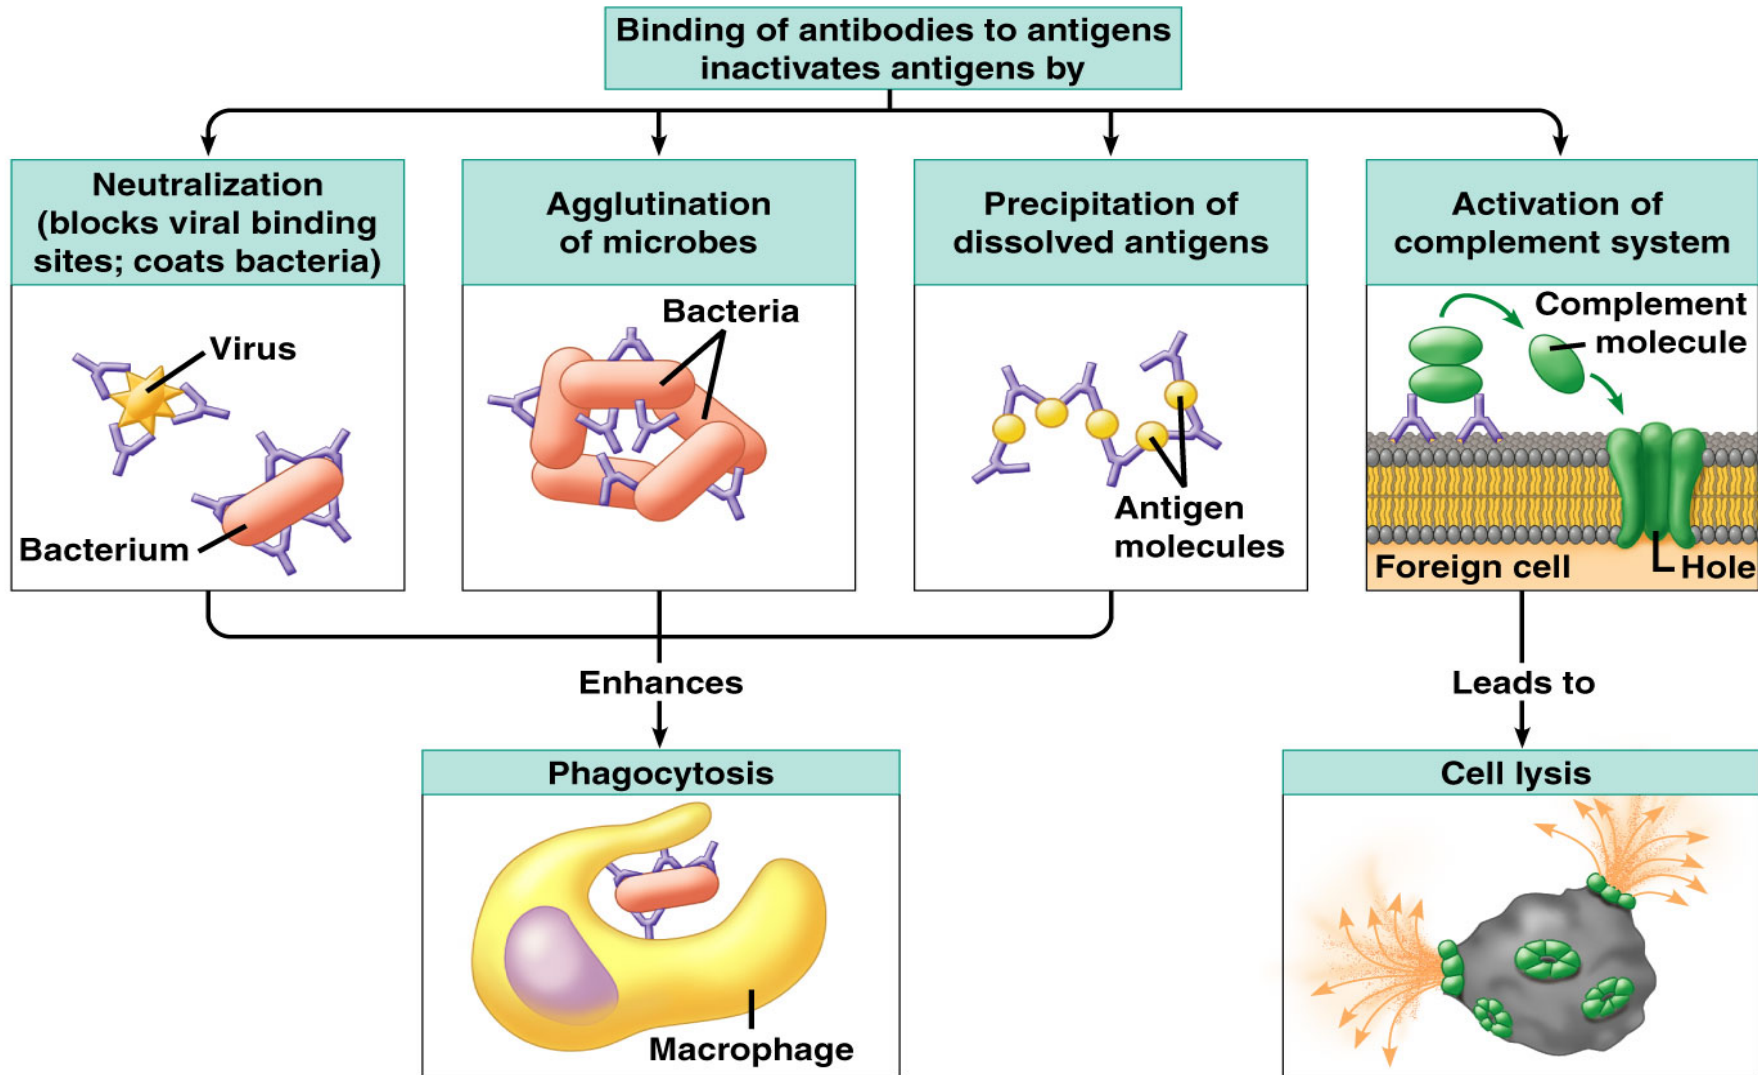 Binding of antibodies to antigens
inactivates antigens by
Neutralization
(blocks viral binding
sites; coats bacteria)
Virus
Bacterium
Agglutination
of microbes
Bacteria
Precipitation of
dissolved antigens
Antigen
molecules
Activation of
complement system
Complement
molecule
Foreign cell
Hole
Enhances
Leads to
Phagocytosis
Macrophage
Cell lysis